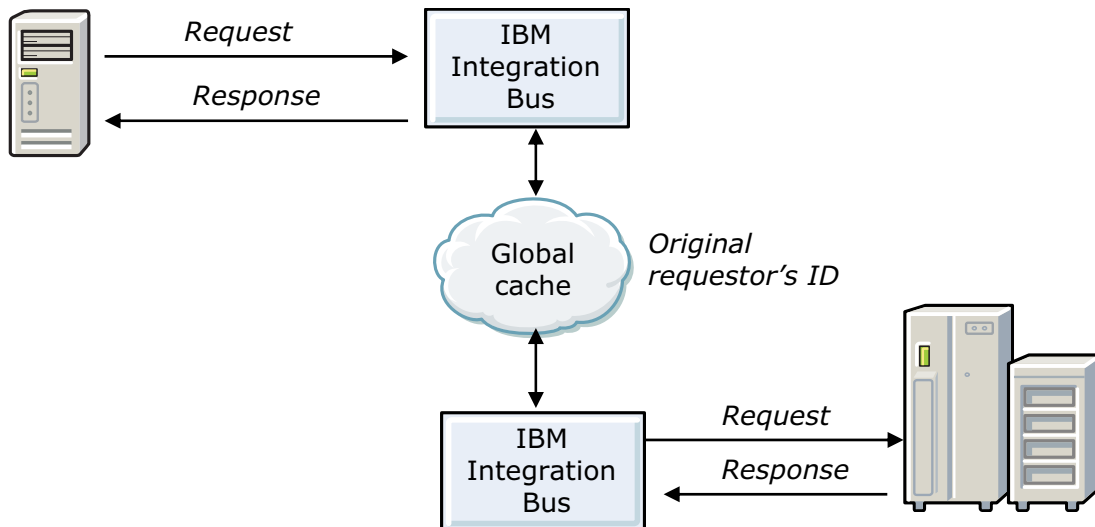 Request
Response
IBM
Integration
Bus
Global
cache
Original
requestor’s ID
IBM
Integration
Bus
Request
Response